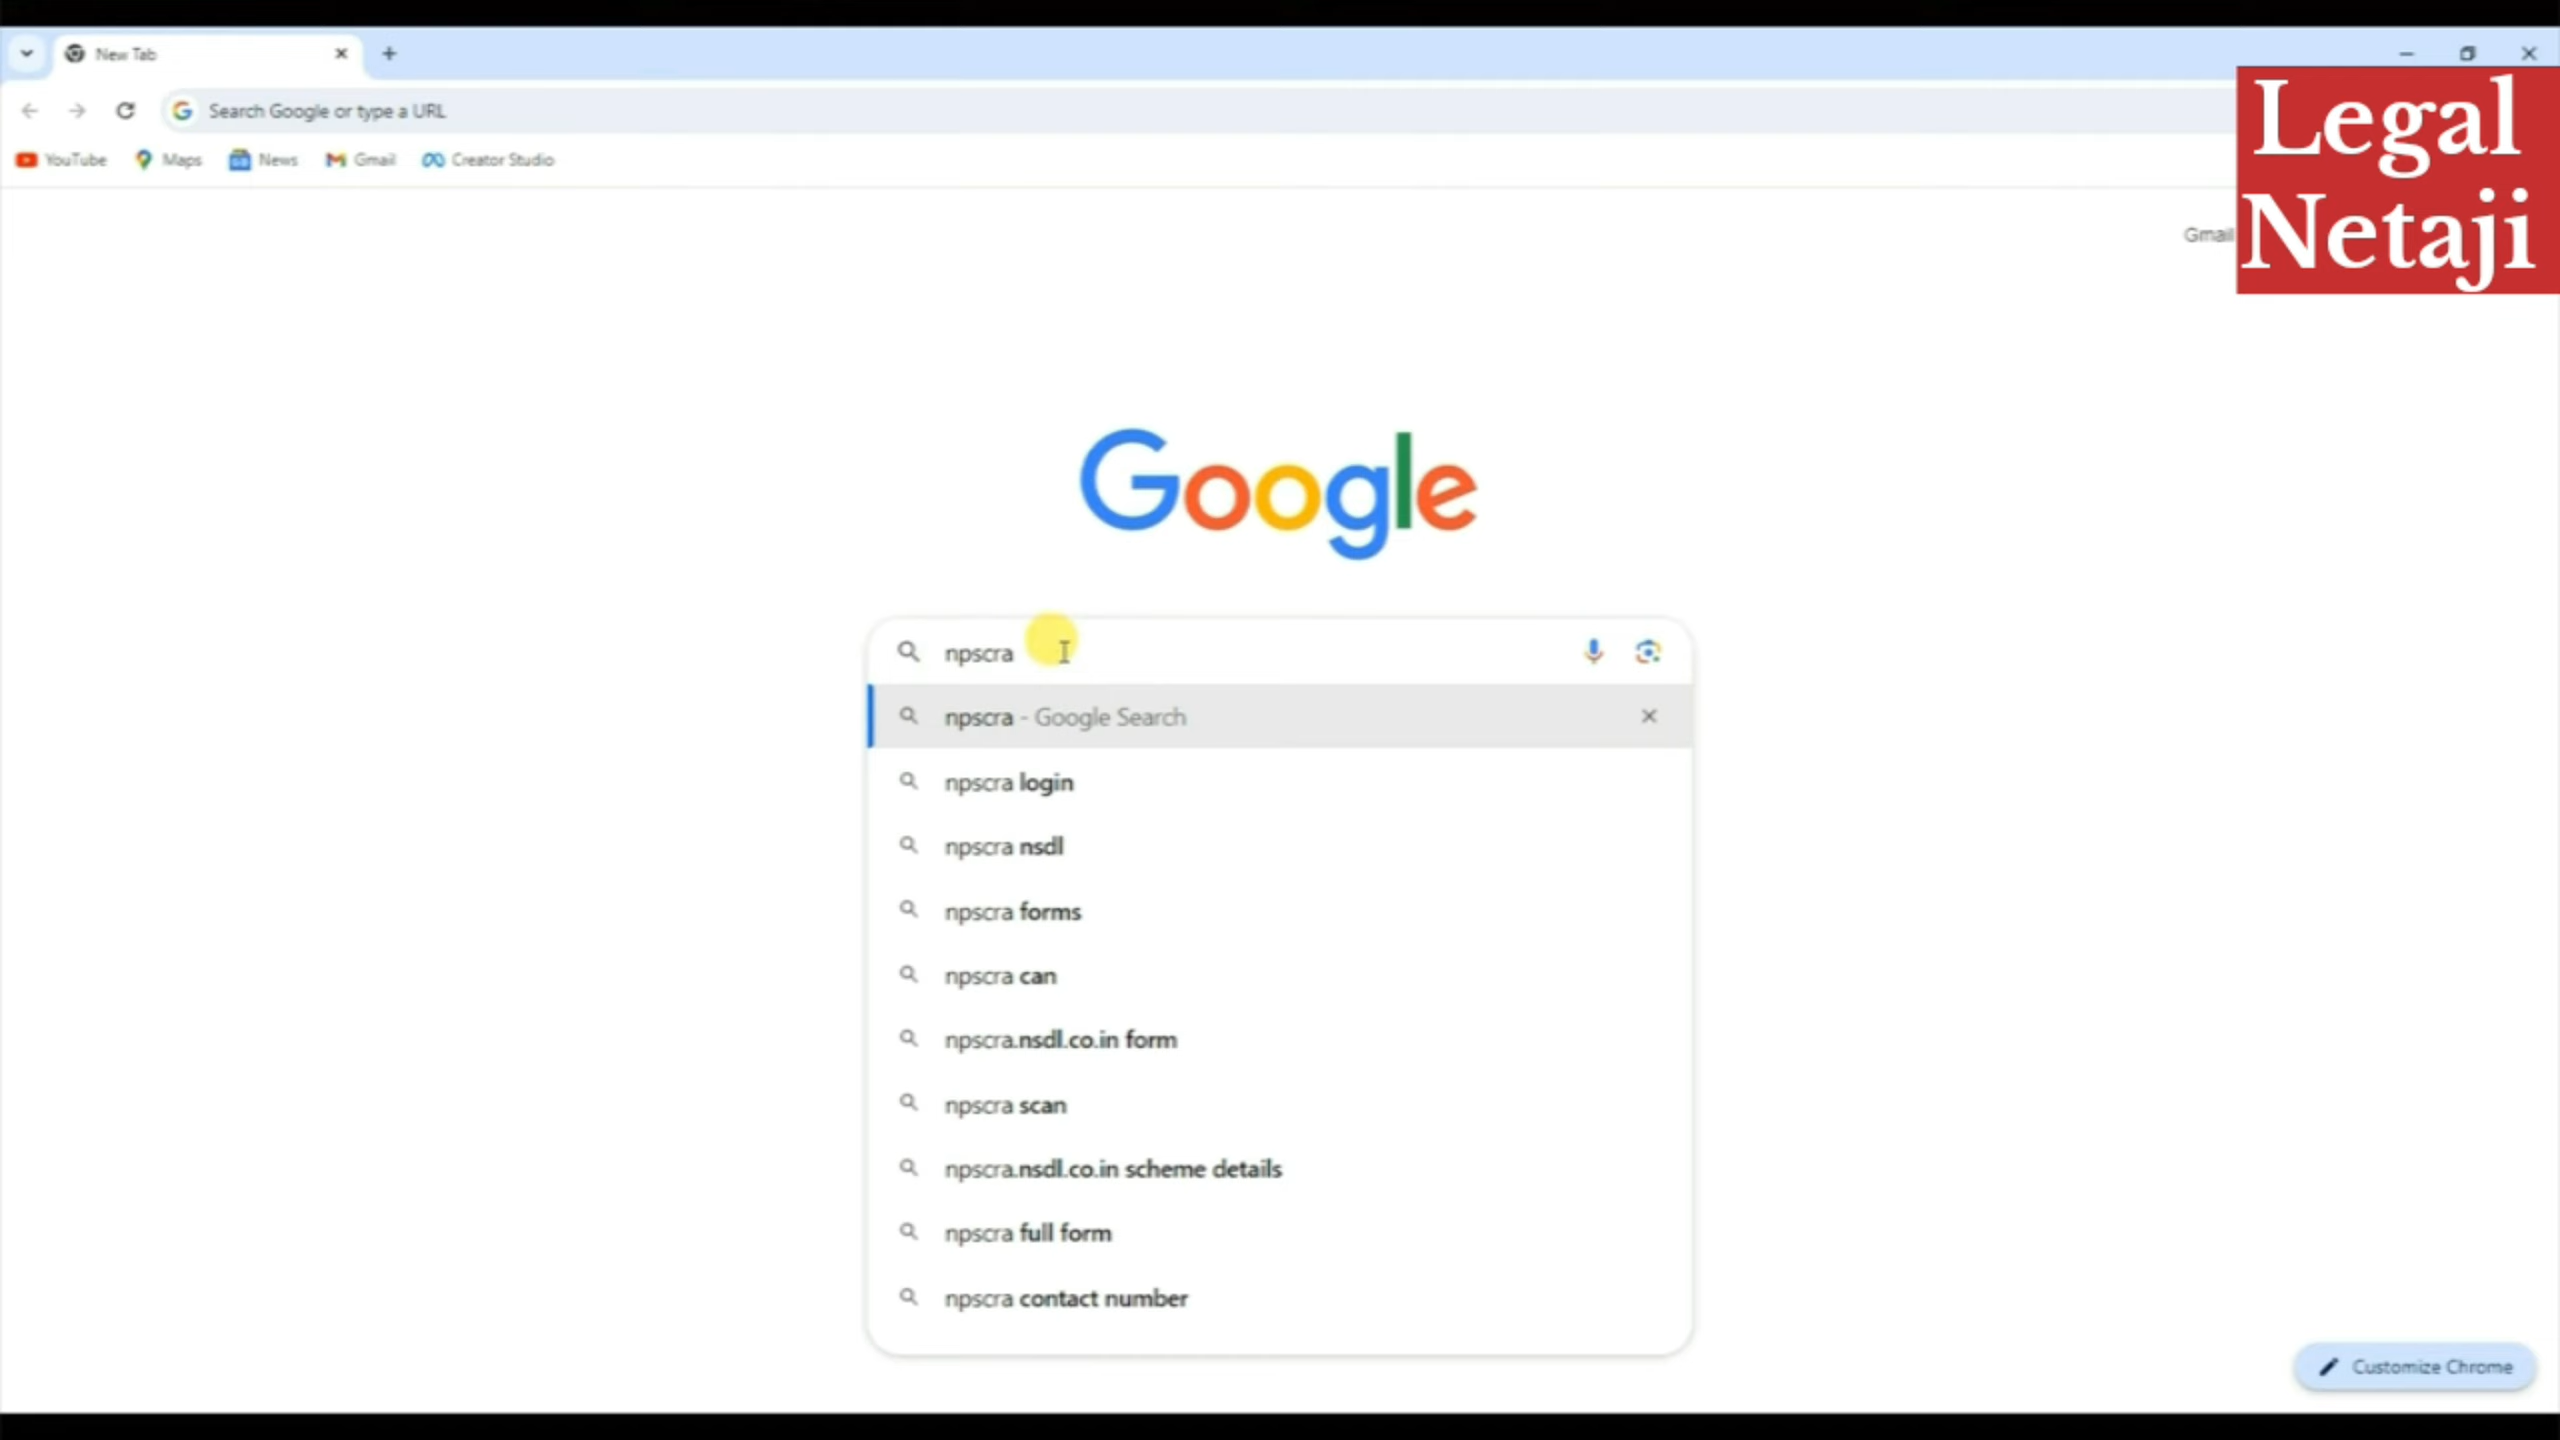 New Tab
Search Google or type a URL
YouTube
Maps
News
Gmail
Creator Studio
Legal
Netaji
Gmail
Google
npscra
npscra - Google Search
npscra login
npscra nsdl
npscra forms
npscra can
npscra.nsdl.co.in form
npscra scan
npscra.nsdl.co.in scheme details
npscra full form
npscra contact number
Customize Chrome